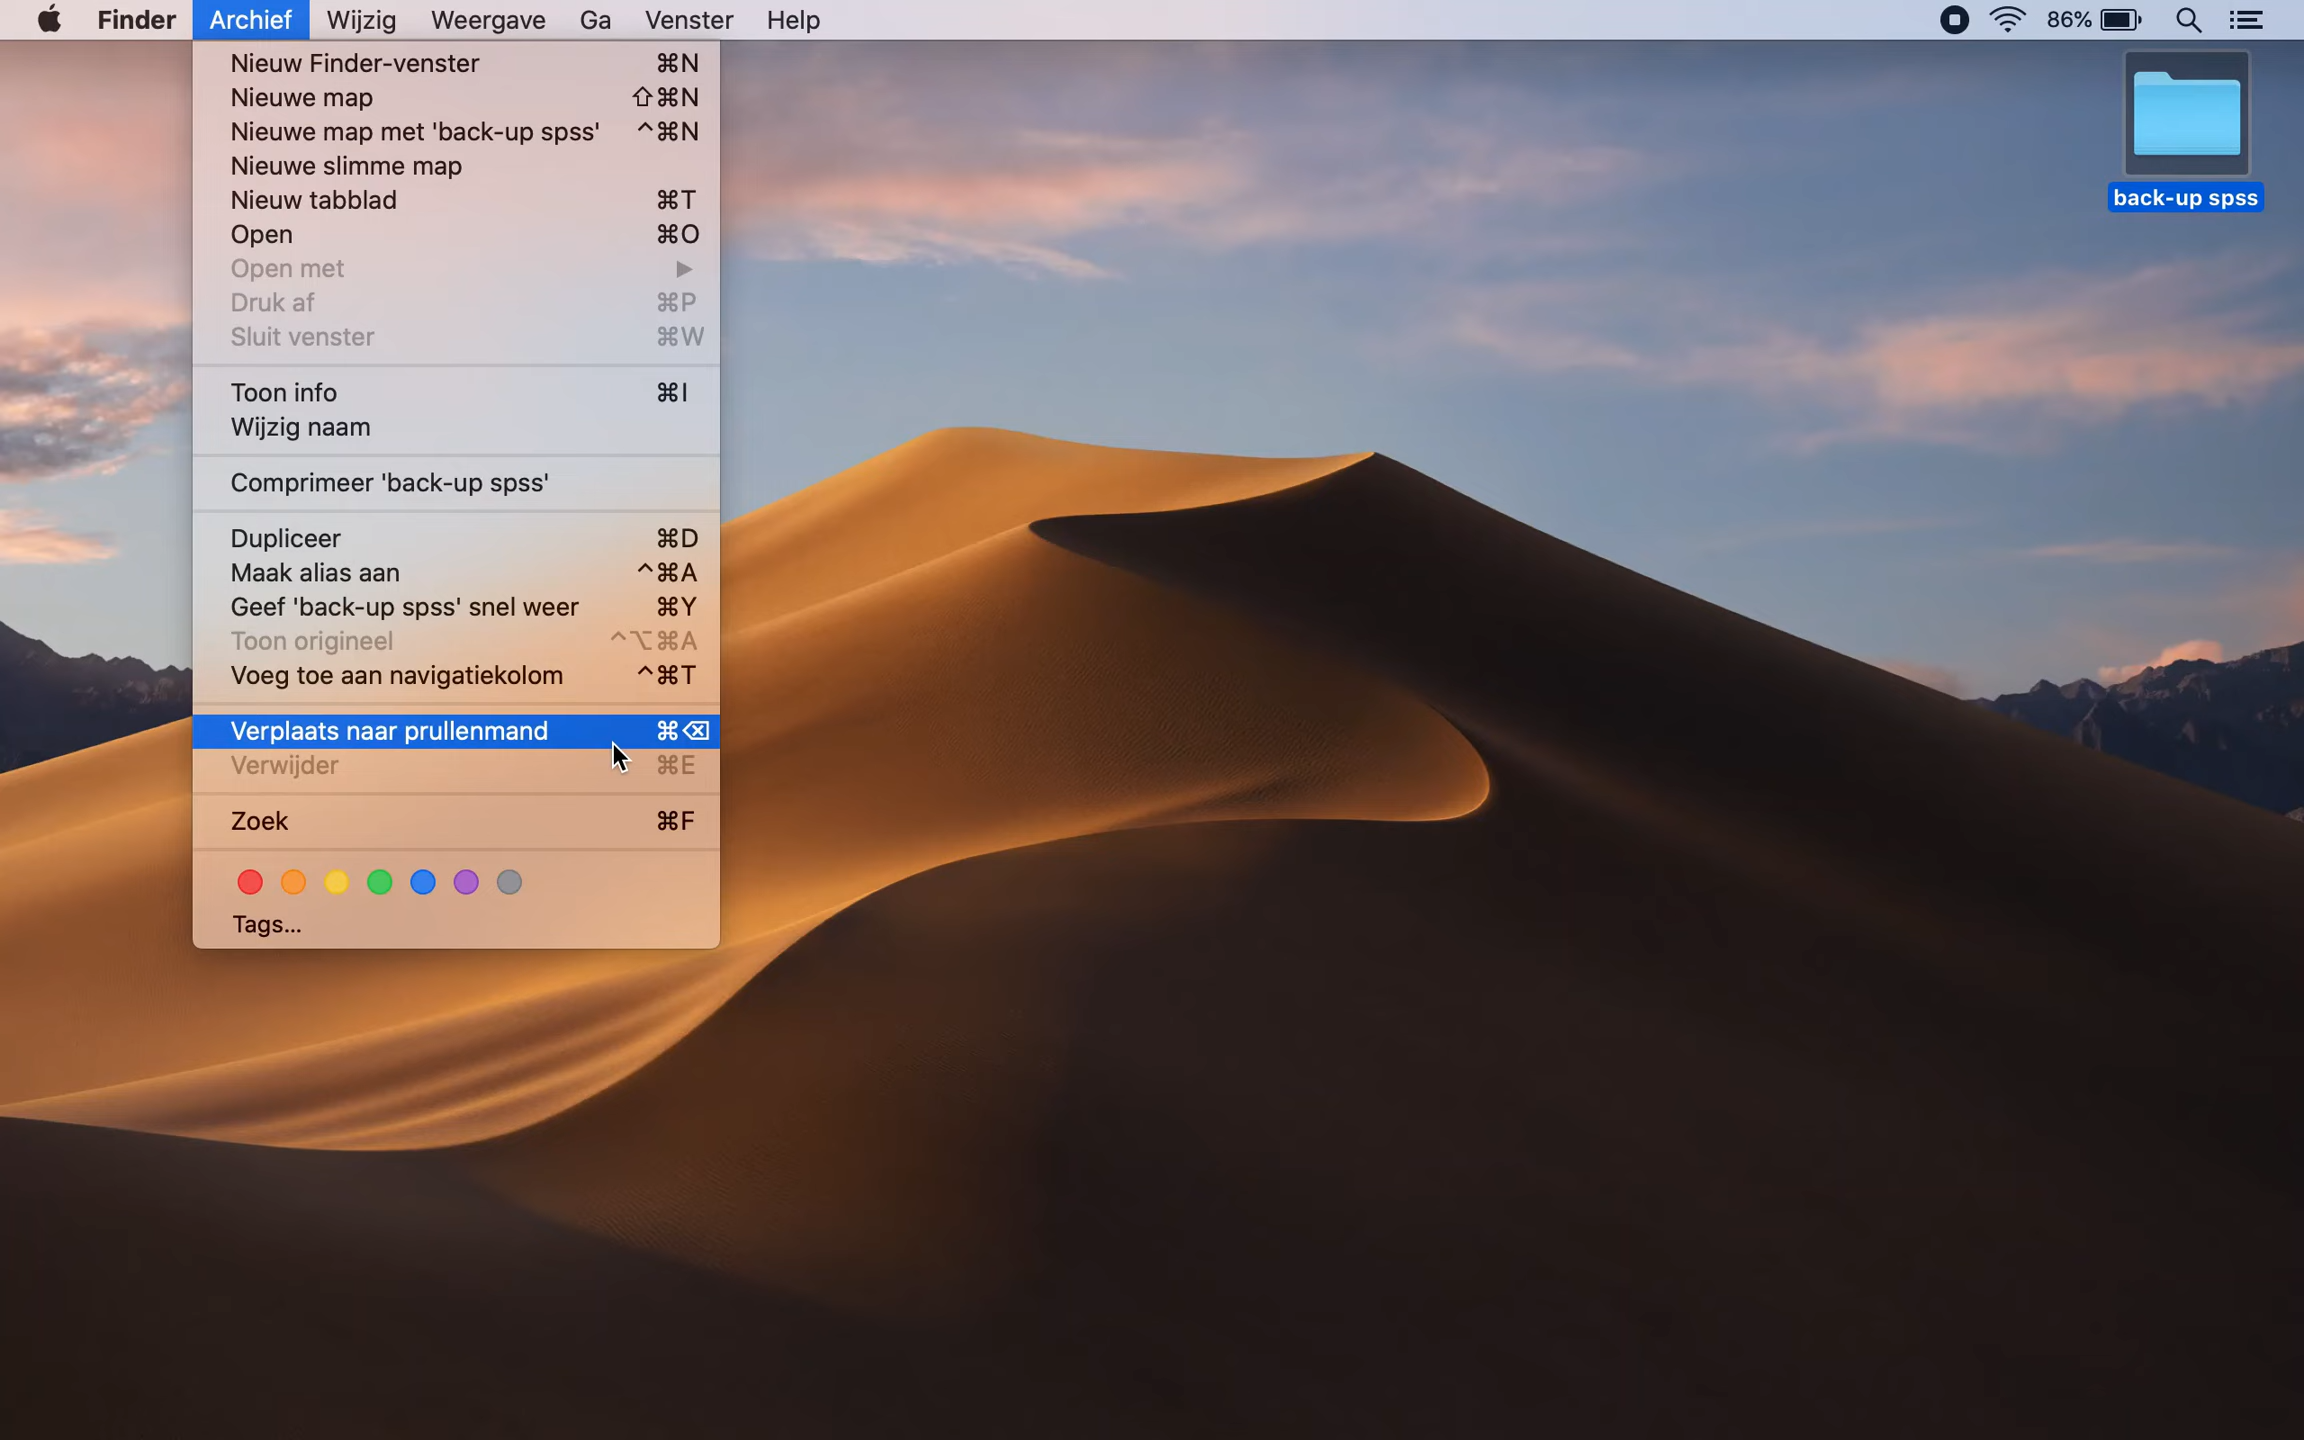 Finder Archief Wijzig Weergave Ga Venster Help 86%
Nieuw Finder-venster ⌘N
Nieuwe map ⇧⌘N
Nieuwe map met 'back-up spss' ^⌘N
Nieuwe slimme map
Nieuw tabblad ⌘T
Open ⌘O
Open met ▶
Druk af ⌘P
Sluit venster ⌘W
Toon info ⌘I
Wijzig naam
Comprimeer 'back-up spss'
Dupliceer ⌘D
Maak alias aan ^⌘A
Geef 'back-up spss' snel weer ⌘Y
Toon origineel ^⌥⌘A
Voeg toe aan navigatiekolom ^⌘T
Verplaats naar prullenmand ⌘⌫
Verwijder ⌘E
Zoek ⌘F
Tags...
back-up spss